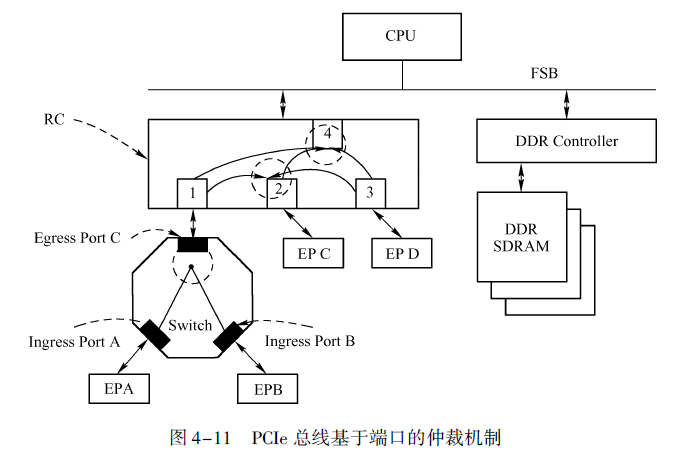 CPU
FSB
RC
4
DDR Controller
1
2
3
DDR
SDRAM
Egress Port C
EP C
EP D
Switch
Ingress Port A
Ingress Port B
EPA
EPB
图 4-11 PCIe 总线基于端口的仲裁机制